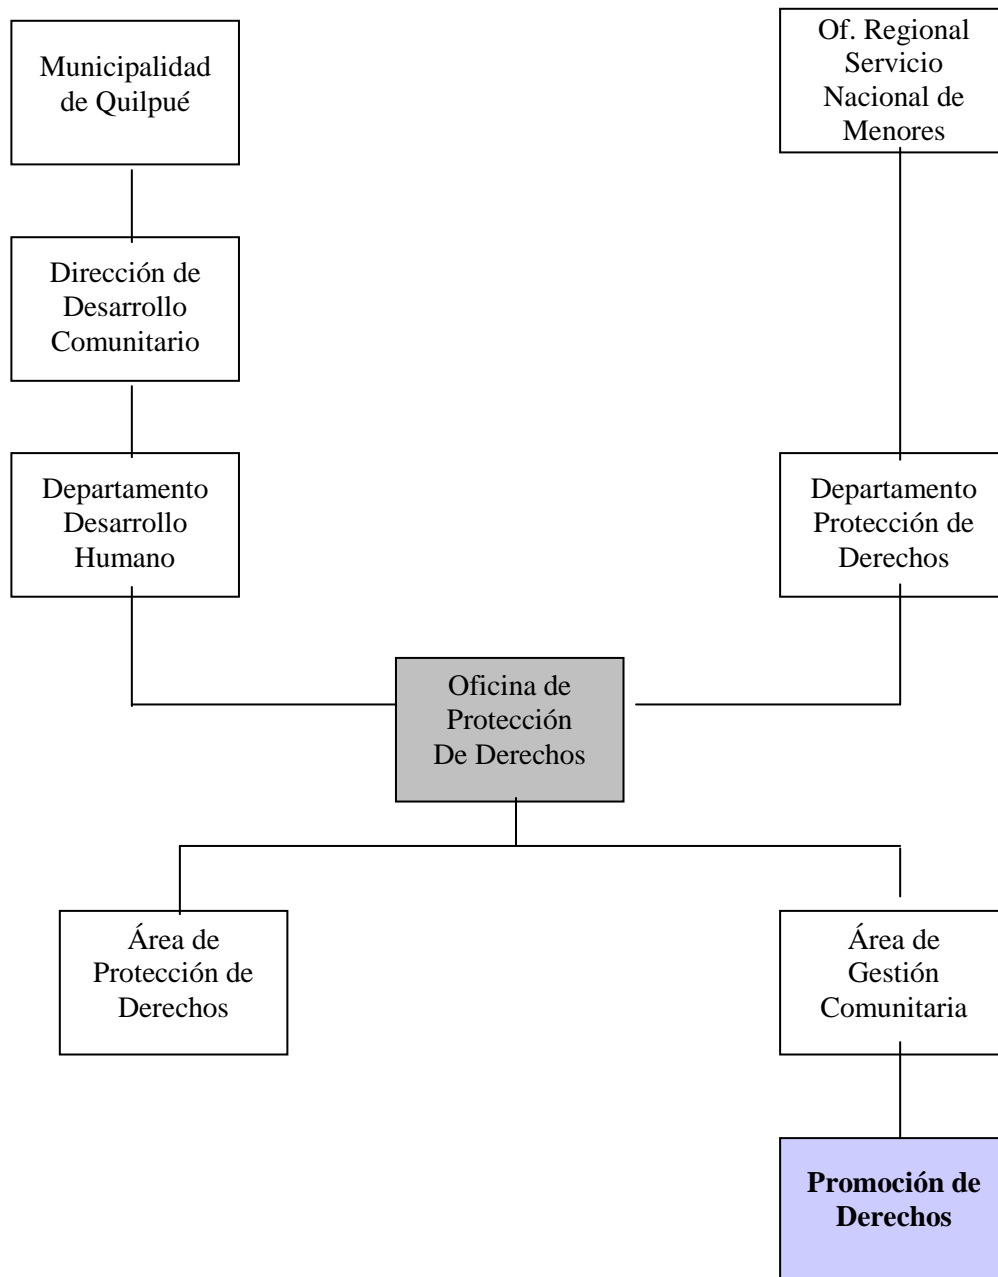 Municipalidad
de Quilpué
Of. Regional
Servicio
Nacional de
Menores
Dirección de
Desarrollo
Comunitario
Departamento
Desarrollo
Humano
Departamento
Protección de
Derechos
Oficina de
Protección
De Derechos
Área de
Protección de
Derechos
Área de
Gestión
Comunitaria
Promoción de
Derechos